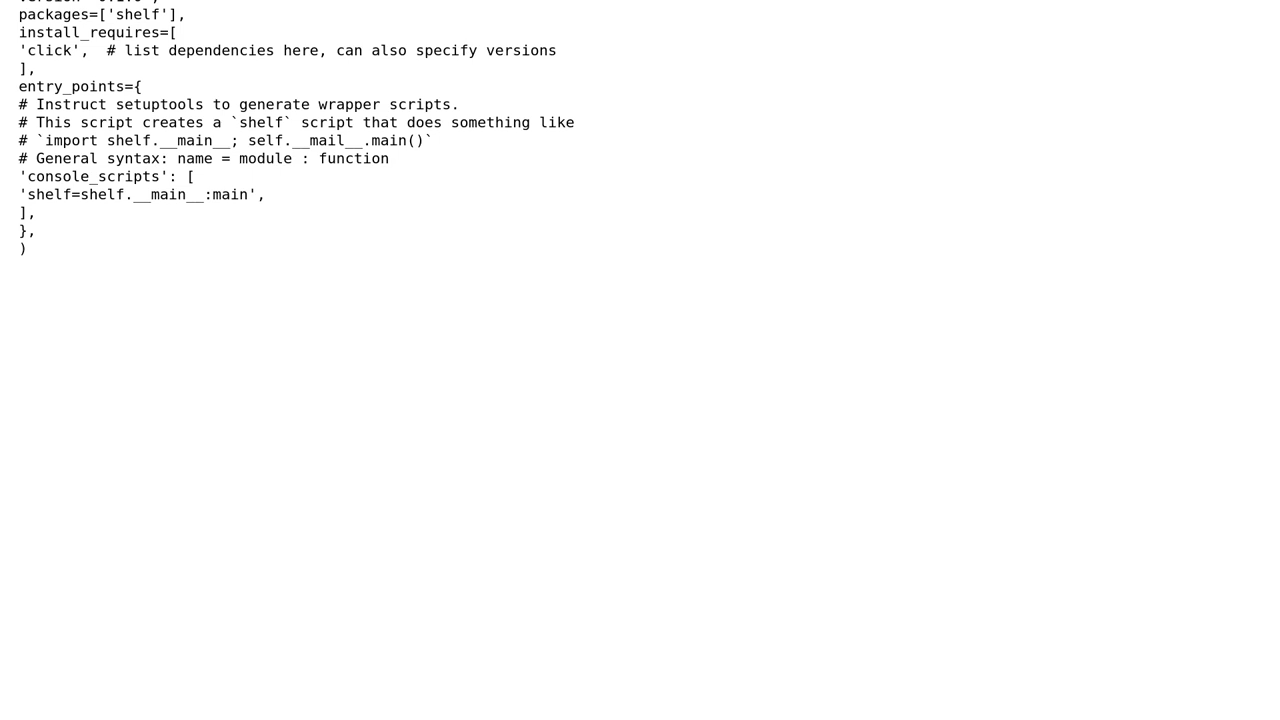 packages=['shelf'],
install_requires=[
'click',  # list dependencies here, can also specify versions
],
entry_points={
# Instruct setuptools to generate wrapper scripts.
# This script creates a `shelf` script that does something like
# `import shelf.__main__; self.__mail__.main()`
# General syntax: name = module : function
'console_scripts': [
'shelf=shelf.__main__:main',
],
},
)